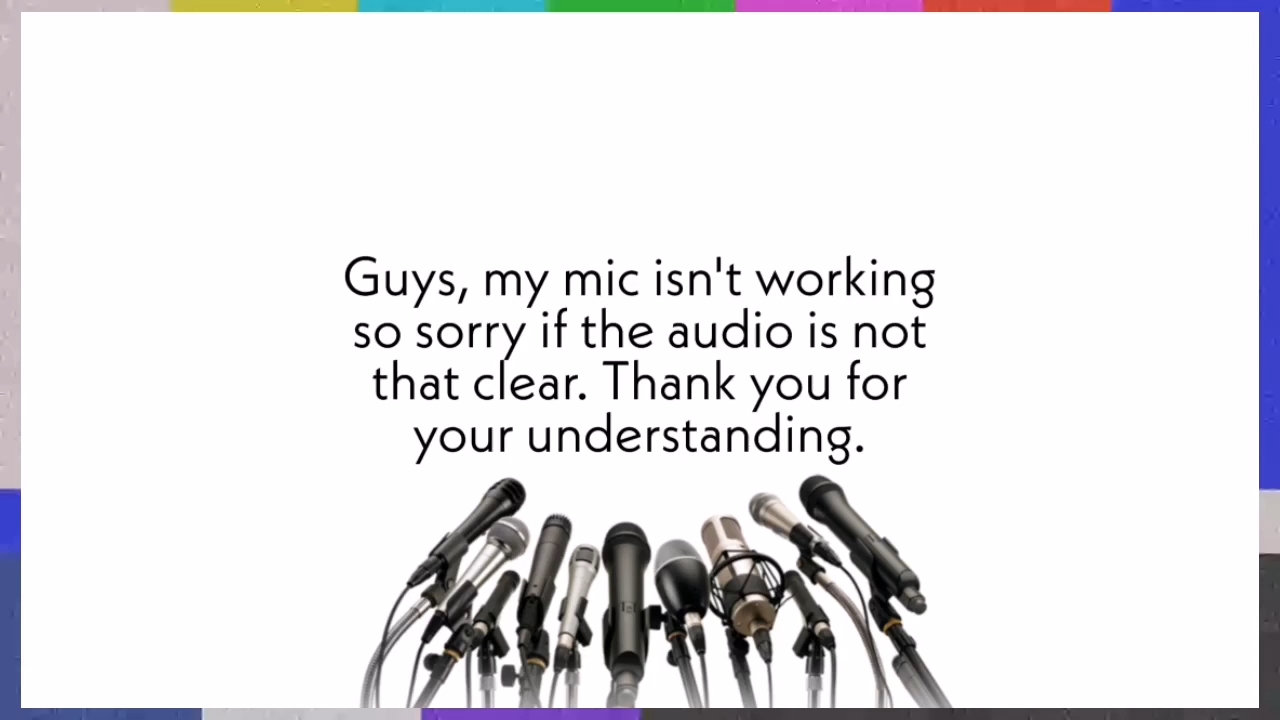 Guys, my mic isn't working
so sorry if the audio is not
that clear. Thank you for
your understanding.